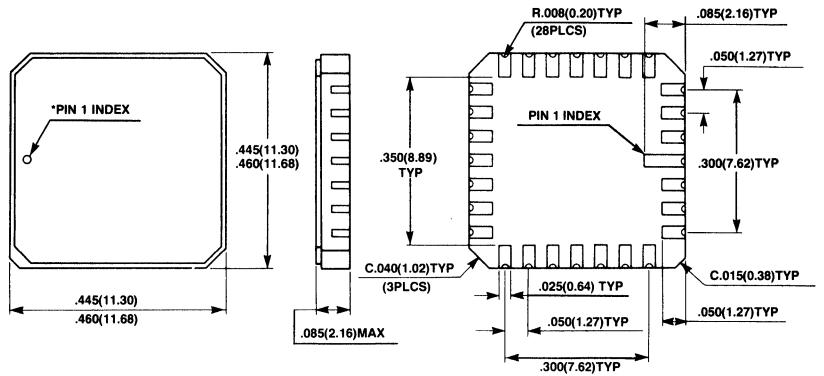 R.008(0.20)TYP
(28PLCS)
.085(2.16)TYP
.050(1.27)TYP
*PIN 1 INDEX
PIN 1 INDEX
.445(11.30)
.460(11.68)
.350(8.89)
TYP
.300(7.62)TYP
C.040(1.02)TYP
(3PLCS)
C.015(0.38)TYP
.025(0.64) TYP
.445(11.30)
.460(11.68)
.050(1.27)TYP
.050(1.27)TYP
.085(2.16)MAX
.300(7.62)TYP